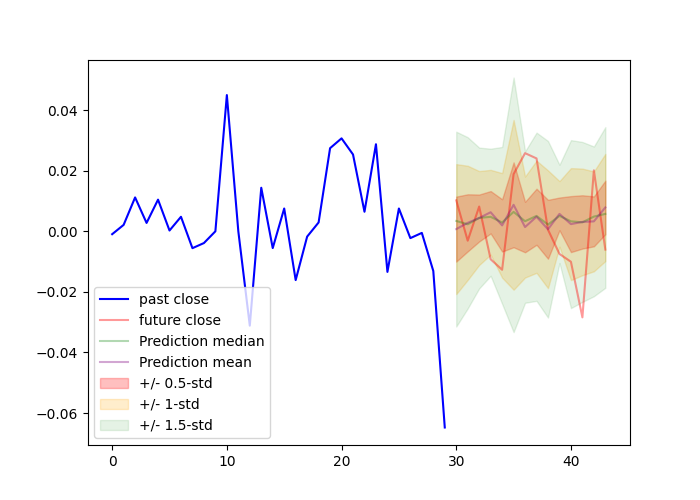 0.04
0.02
0.00
−0.02
−0.04
−0.06
past close
future close
Prediction median
Prediction mean
+/- 0.5-std
+/- 1-std
+/- 1.5-std
0 10 20 30 40